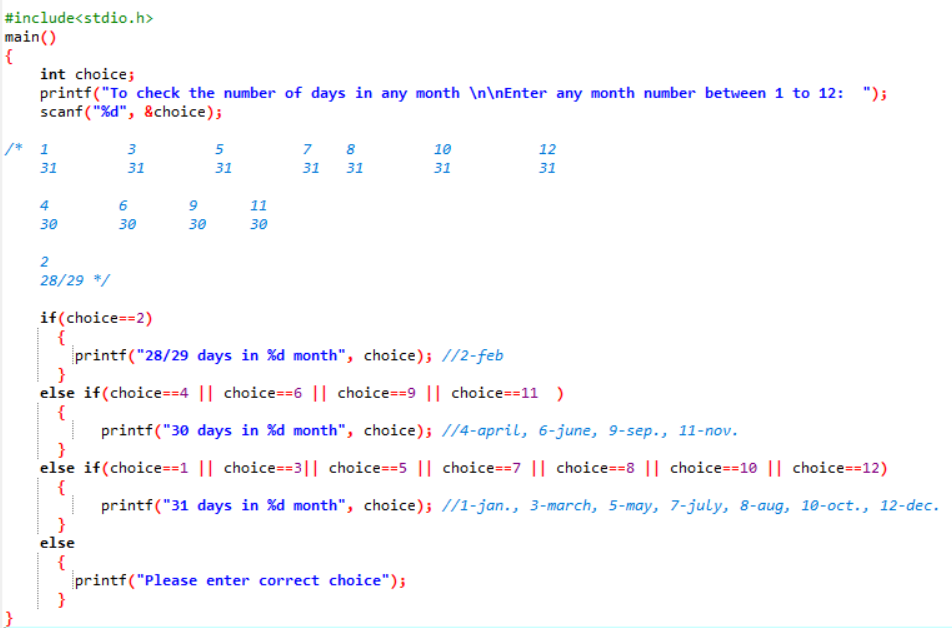 #include<stdio.h>
main()
{
    int choice;
    printf("To check the number of days in any month \n\nEnter any month number between 1 to 12:  ");
    scanf("%d", &choice);

/*  1         3         5        7    8         10          12
    31        31        31       31   31        31          31

    4        6       9      11
    30       30      30     30

    2
    28/29 */

    if(choice==2)
      {
        printf("28/29 days in %d month", choice); //2-feb
      }
    else if(choice==4 || choice==6 || choice==9 || choice==11  )
      {
           printf("30 days in %d month", choice); //4-april, 6-june, 9-sep., 11-nov.
      }
    else if(choice==1 || choice==3|| choice==5 || choice==7 || choice==8 || choice==10 || choice==12)
      {
           printf("31 days in %d month", choice); //1-jan., 3-march, 5-may, 7-july, 8-aug, 10-oct., 12-dec.
      }
    else
      {
        printf("Please enter correct choice");
      }
}